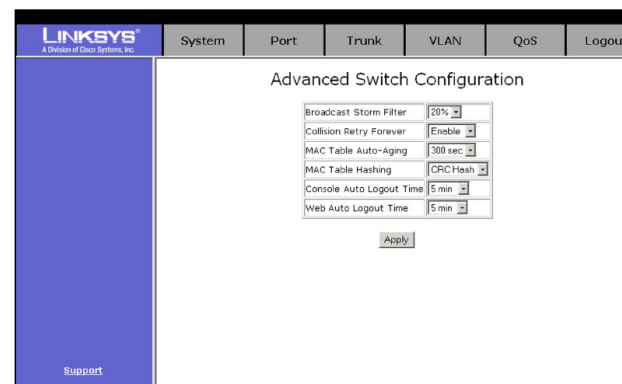 LINKSYS®
A Division of Cisco Systems, Inc.
System Port Trunk VLAN QoS Logou
Advanced Switch Configuration
Broadcast Storm Filter 20%
Collision Retry Forever Enable
MAC Table Auto-Aging 300 sec
MAC Table Hashing CRC Hash
Console Auto Logout Time 5 min
Web Auto Logout Time 5 min
Apply
Support